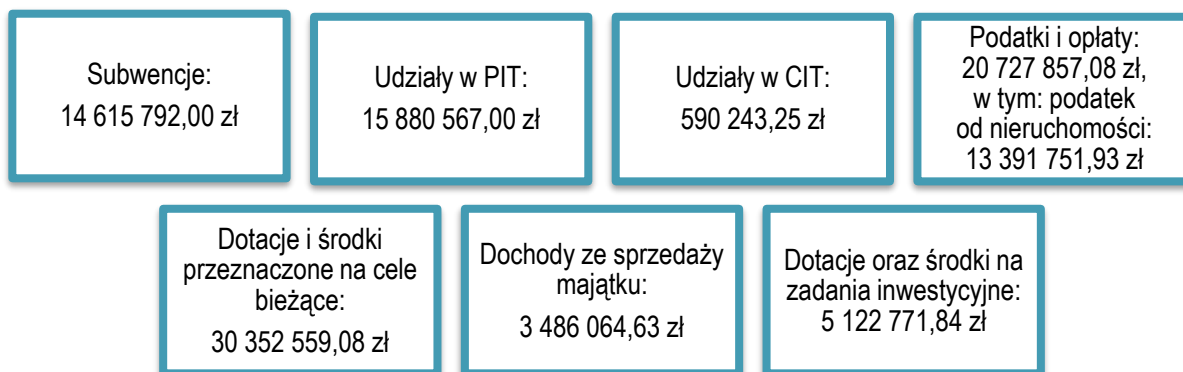 Subwencje:
14 615 792,00 zł
Udziały w PIT:
15 880 567,00 zł
Udziały w CIT:
590 243,25 zł
Podatki i opłaty:
20 727 857,08 zł,
w tym: podatek
od nieruchomości:
13 391 751,93 zł
Dotacje i środki
przeznaczone na cele
bieżące:
30 352 559,08 zł
Dochody ze sprzedaży
majątku:
3 486 064,63 zł
Dotacje oraz środki na
zadania inwestycyjne:
5 122 771,84 zł